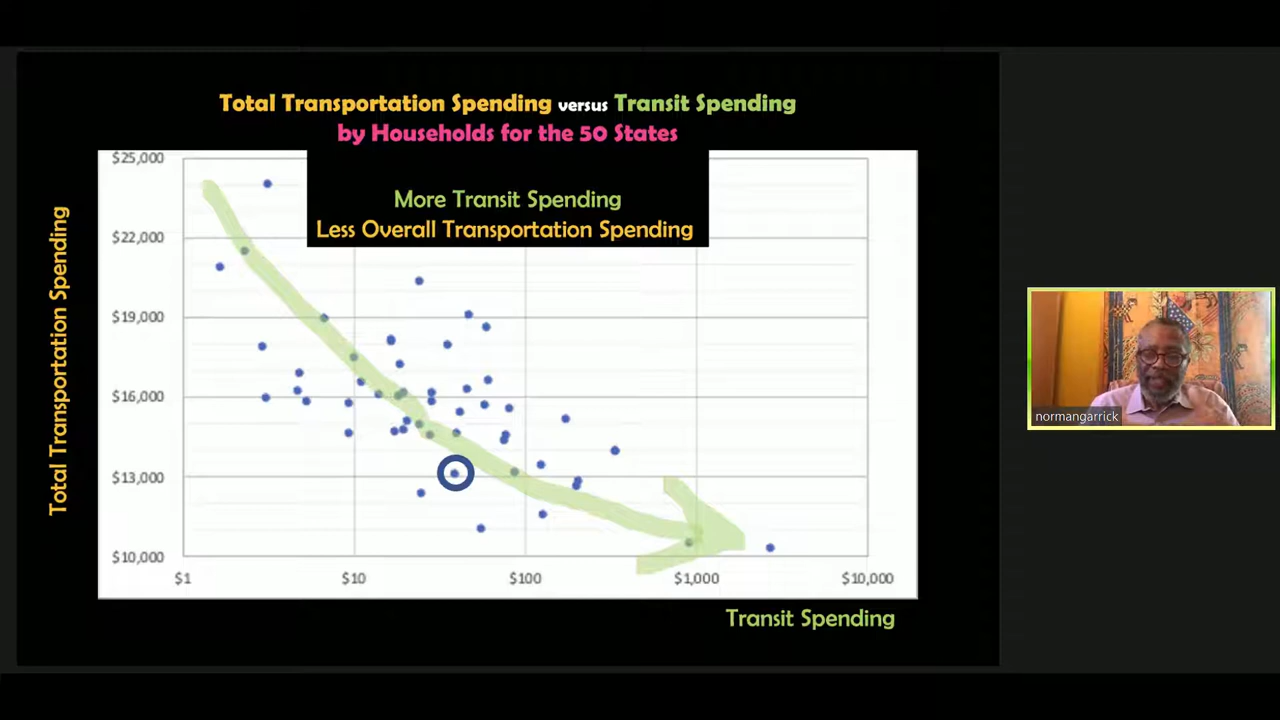 Total Transportation Spending versus Transit Spending
by Households for the 50 States
More Transit Spending
Less Overall Transportation Spending
Total Transportation Spending
$25,000
$22,000
$19,000
$16,000
$13,000
$10,000
$1
$10
$100
$1,000
$10,000
Transit Spending
normangarrick